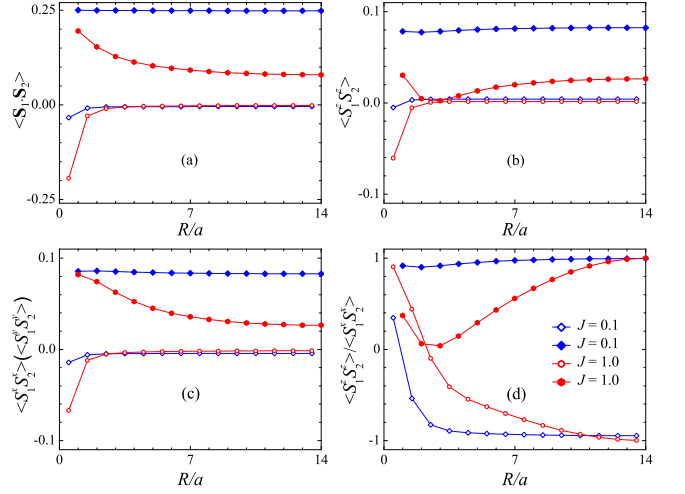 0.25
0.00
-0.25
<S₁·S₂>
(a)
0 7 14
R/a
0.1
0.0
-0.1
<S₁ᶻS₂ᶻ>
(b)
0 7 14
R/a
0.1
0.0
-0.1
<S₁ˣS₂ˣ>(<S₁ʸS₂ʸ>)
(c)
0 7 14
R/a
1
0
-1
<S₁ᶻS₂ᶻ>/<S₁ˣS₂ˣ>
J = 0.1
J = 0.1
J = 1.0
J = 1.0
(d)
0 7 14
R/a